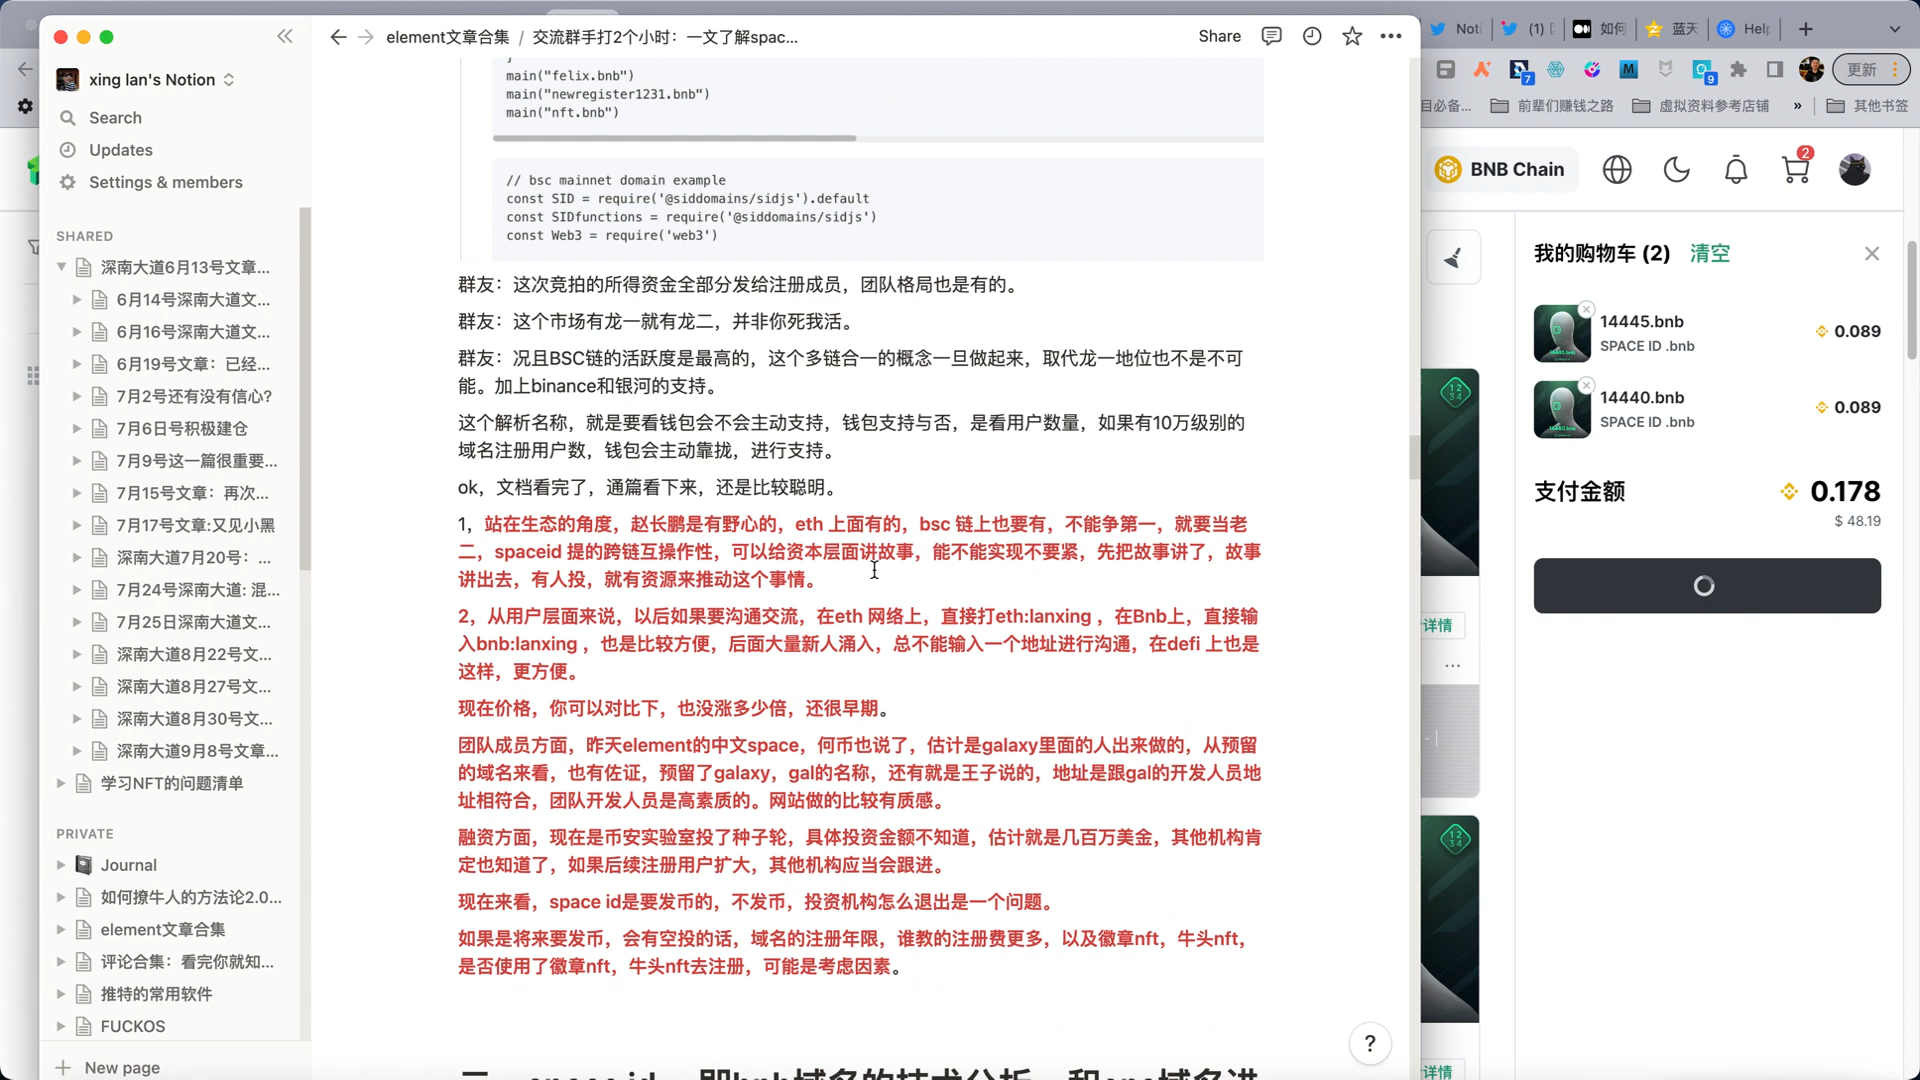 element文章合集 / 交流群手打2个小时：一文了解spac...
Share
Noti
(1)
如何
蓝天
Help
7
9
更新
目必备...
前辈们赚钱之路
虚拟资料参考店铺
»
其他书签
xing lan's Notion
Search
Updates
Settings & members
SHARED
深南大道6月13号文章...
6月14号深南大道文...
6月16号深南大道文...
6月19号文章：已经...
7月2号还有没有信心?
7月6日号积极建仓
7月9号这一篇很重要...
7月15号文章：再次...
7月17号文章:又见小黑
深南大道7月20号：...
7月24号深南大道: 混...
7月25日深南大道文...
深南大道8月22号文...
深南大道8月27号文...
深南大道8月30号文...
深南大道9月8号文章...
学习NFT的问题清单
PRIVATE
Journal
如何撩牛人的方法论2.0...
element文章合集
评论合集：看完你就知...
推特的常用软件
FUCKOS
New page
}
main("felix.bnb")
main("newregister1231.bnb")
main("nft.bnb")
// bsc mainnet domain example
const SID = require('@siddomains/sidjs').default
const SIDfunctions = require('@siddomains/sidjs')
const Web3 = require('web3')
群友：这次竞拍的所得资金全部分发给注册成员，团队格局也是有的。
群友：这个市场有龙一就有龙二，并非你死我活。
群友：况且BSC链的活跃度是最高的，这个多链合一的概念一旦做起来，取代龙一地位也不是不可
能。加上binance和银河的支持。
这个解析名称，就是要看钱包会不会主动支持，钱包支持与否，是看用户数量，如果有10万级别的
域名注册用户数，钱包会主动靠拢，进行支持。
ok，文档看完了，通篇看下来，还是比较聪明。
1，站在生态的角度，赵长鹏是有野心的，eth 上面有的，bsc 链上也要有，不能争第一，就要当老
二，spaceid 提的跨链互操作性，可以给资本层面讲故事，能不能实现不要紧，先把故事讲了，故事
讲出去，有人投，就有资源来推动这个事情。
2，从用户层面来说，以后如果要沟通交流，在eth 网络上，直接打eth:lanxing ，在Bnb上，直接输
入bnb:lanxing ，也是比较方便，后面大量新人涌入，总不能输入一个地址进行沟通，在defi 上也是
这样，更方便。
现在价格，你可以对比下，也没涨多少倍，还很早期。
团队成员方面，昨天element的中文space，何币也说了，估计是galaxy里面的人出来做的，从预留
的域名来看，也有佐证，预留了galaxy，gal的名称，还有就是王子说的，地址是跟gal的开发人员地
址相符合，团队开发人员是高素质的。网站做的比较有质感。
融资方面，现在是币安实验室投了种子轮，具体投资金额不知道，估计就是几百万美金，其他机构肯
定也知道了，如果后续注册用户扩大，其他机构应当会跟进。
现在来看，space id是要发币的，不发币，投资机构怎么退出是一个问题。
如果是将来要发币，会有空投的话，域名的注册年限，谁教的注册费更多，以及徽章nft，牛头nft，
是否使用了徽章nft，牛头nft去注册，可能是考虑因素。
二、space id ，即bnb域名的技术分析，和ens域名进
?
BNB Chain
2
我的购物车 (2)
清空
14445.bnb
SPACE ID .bnb
0.089
14440.bnb
SPACE ID .bnb
0.089
支付金额
0.178
$ 48.19
详情
...
详情